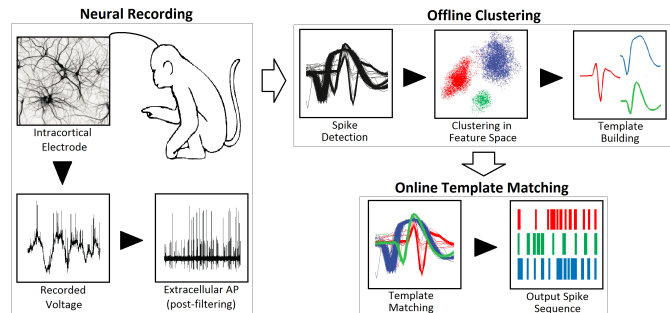 Neural Recording
Intracortical
Electrode
Recorded
Voltage
Extracellular AP
(post-filtering)
Offline Clustering
Spike
Detection
Clustering in
Feature Space
Template
Building
Online Template Matching
Template
Matching
Output Spike
Sequence